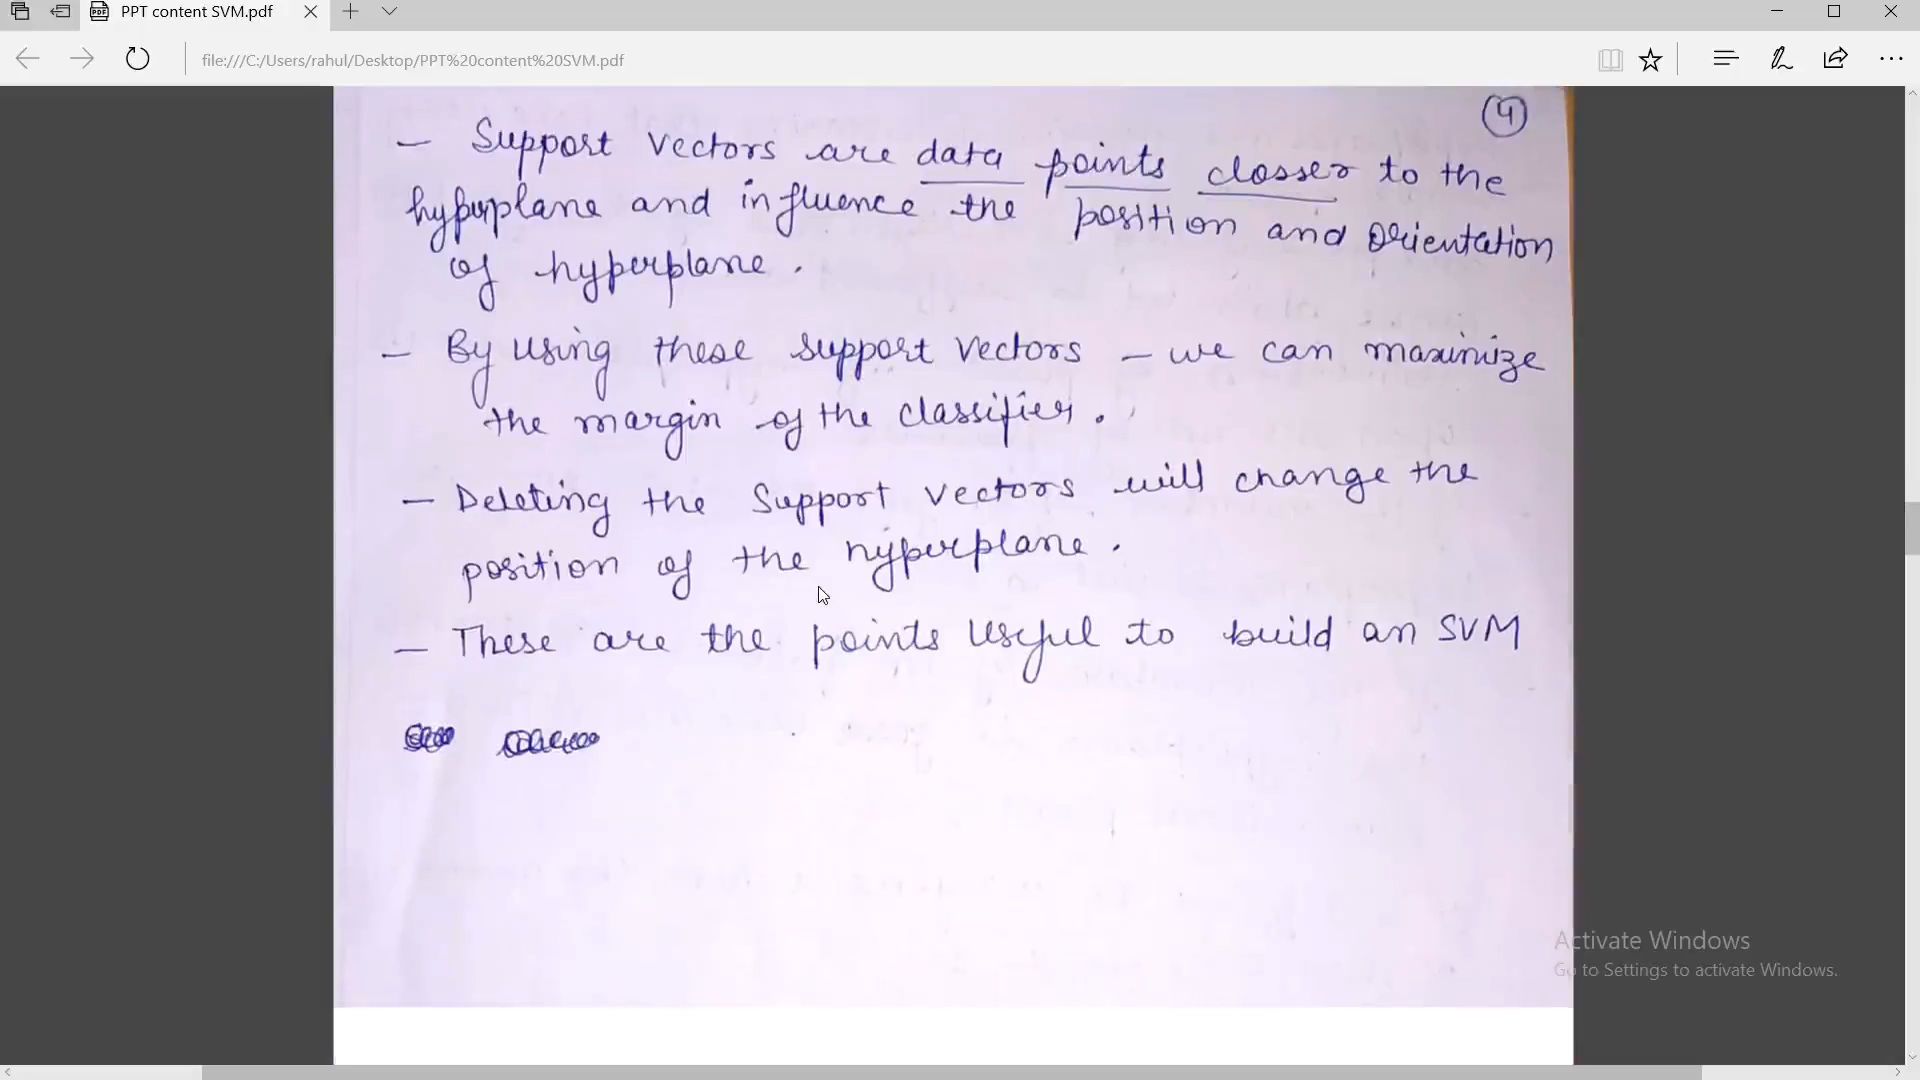 PPT content SVM.pdf
file:///C:/Users/rahul/Desktop/PPT%20content%20SVM.pdf
4
- Support Vectors are data points closser to the
hyperplane and influence the position and Orientation
of hyperplane.
- By Using these support Vectors - we can maximize
the margin of the classifier.
- Deleting the Support vectors will change the
position of the hyperplane.
- These are the points Useful to build an SVM
Activate Windows
Go to Settings to activate Windows.